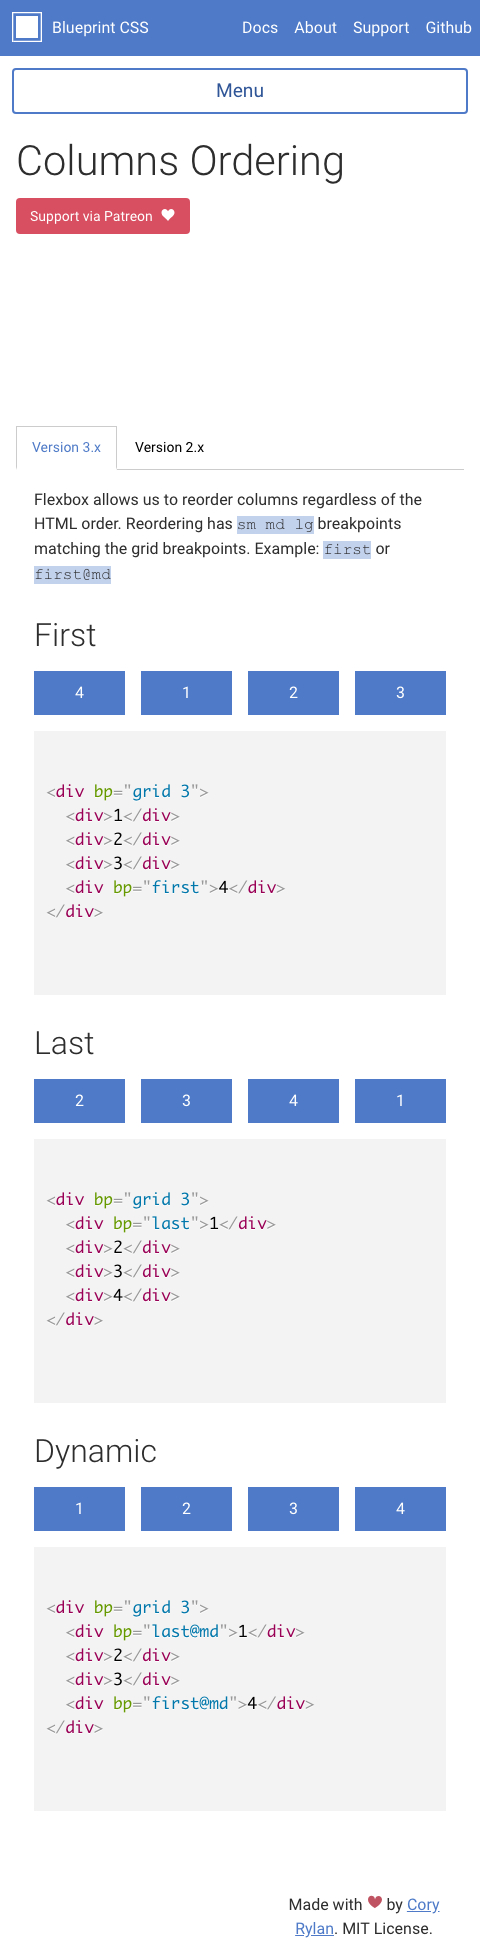 Blueprint CSS Docs About Support Github
Menu
Columns Ordering
Support via Patreon
Version 3.x Version 2.x
Flexbox allows us to reorder columns regardless of the
HTML order. Reordering has sm md lg breakpoints
matching the grid breakpoints. Example: first or
first@md
First
4 1 2 3
<div bp="grid 3">
  <div>1</div>
  <div>2</div>
  <div>3</div>
  <div bp="first">4</div>
</div>
Last
2 3 4 1
<div bp="grid 3">
  <div bp="last">1</div>
  <div>2</div>
  <div>3</div>
  <div>4</div>
</div>
Dynamic
1 2 3 4
<div bp="grid 3">
  <div bp="last@md">1</div>
  <div>2</div>
  <div>3</div>
  <div bp="first@md">4</div>
</div>
Made with ♥ by Cory
Rylan. MIT License.